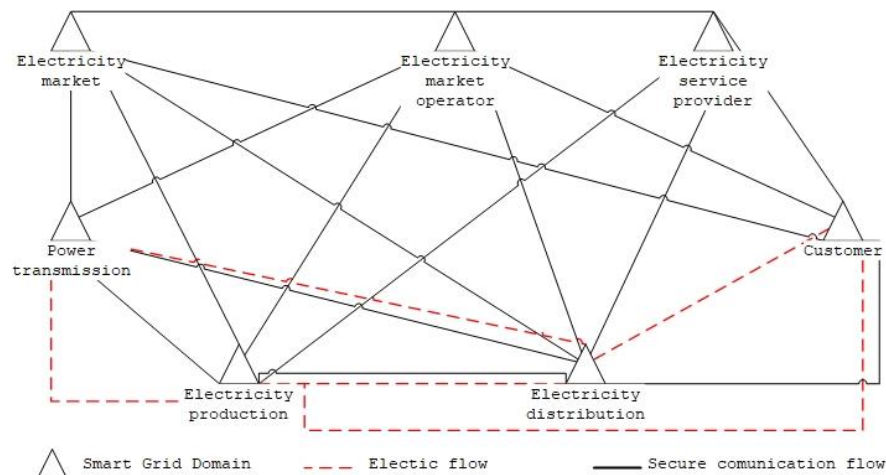 Electricity
market
Electricity
market
operator
Electricity
service
provider
Power
transmission
Customer
Electricity
production
Electricity
distribution
Smart Grid Domain
Electic flow
Secure comunication flow